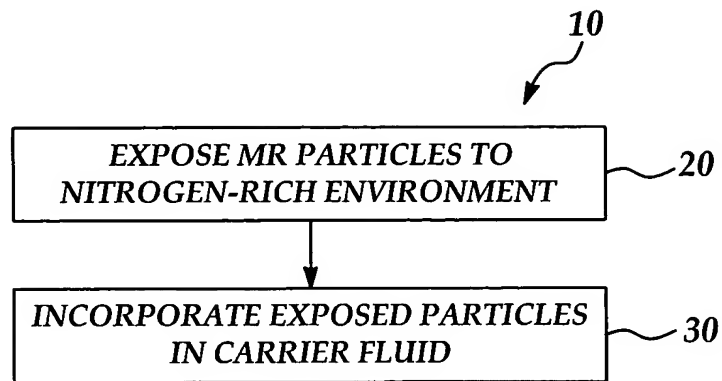 10
EXPOSE MR PARTICLES TO
NITROGEN-RICH ENVIRONMENT
20
INCORPORATE EXPOSED PARTICLES
IN CARRIER FLUID
30